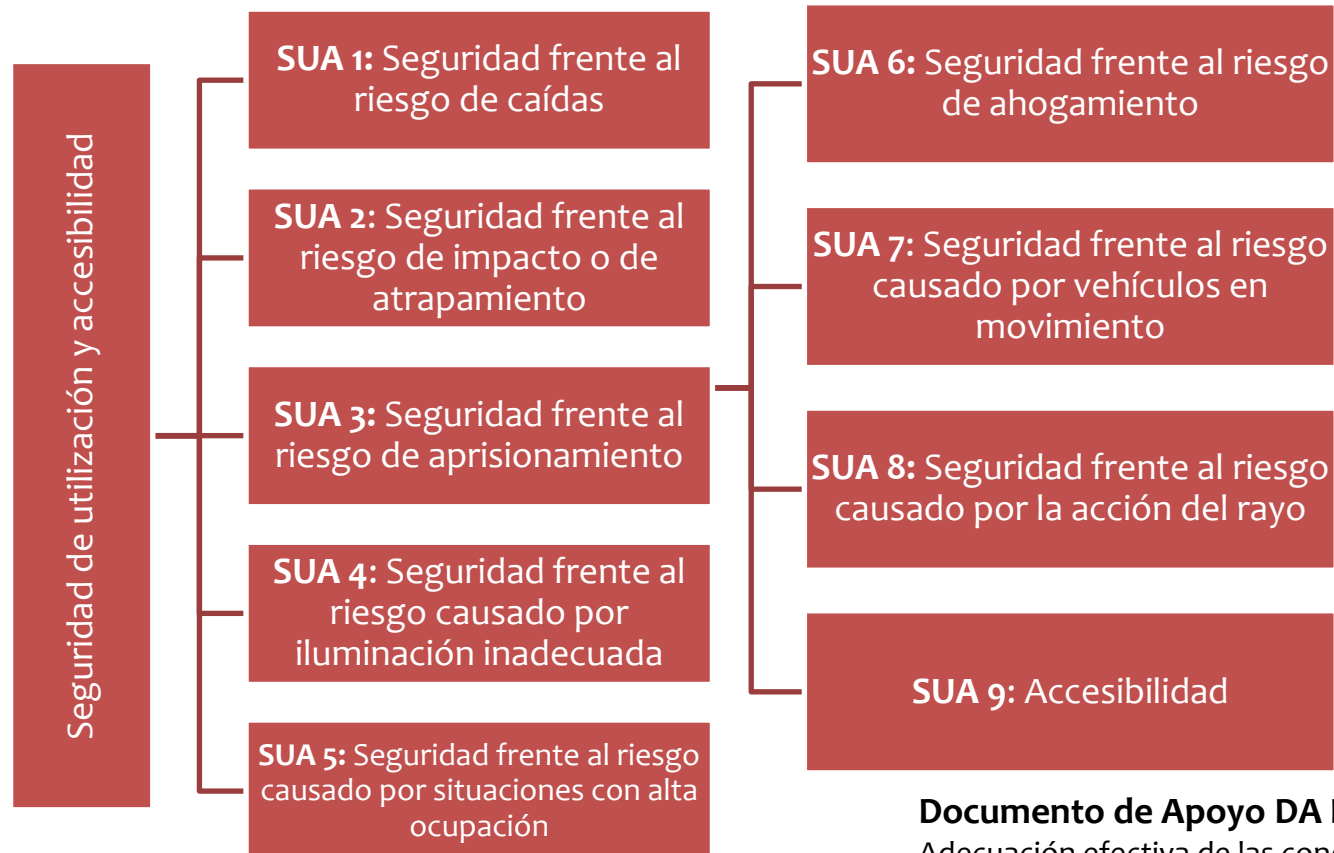 Seguridad de utilización y accesibilidad
SUA 1: Seguridad frente al
riesgo de caídas
SUA 2: Seguridad frente al
riesgo de impacto o de
atrapamiento
SUA 3: Seguridad frente al
riesgo de aprisionamiento
SUA 4: Seguridad frente al
riesgo causado por
iluminación inadecuada
SUA 5: Seguridad frente al riesgo
causado por situaciones con alta
ocupación
SUA 6: Seguridad frente al riesgo
de ahogamiento
SUA 7: Seguridad frente al riesgo
causado por vehículos en
movimiento
SUA 8: Seguridad frente al riesgo
causado por la acción del rayo
SUA 9: Accesibilidad
Documento de Apoyo DA
Adecuación efectiva de las